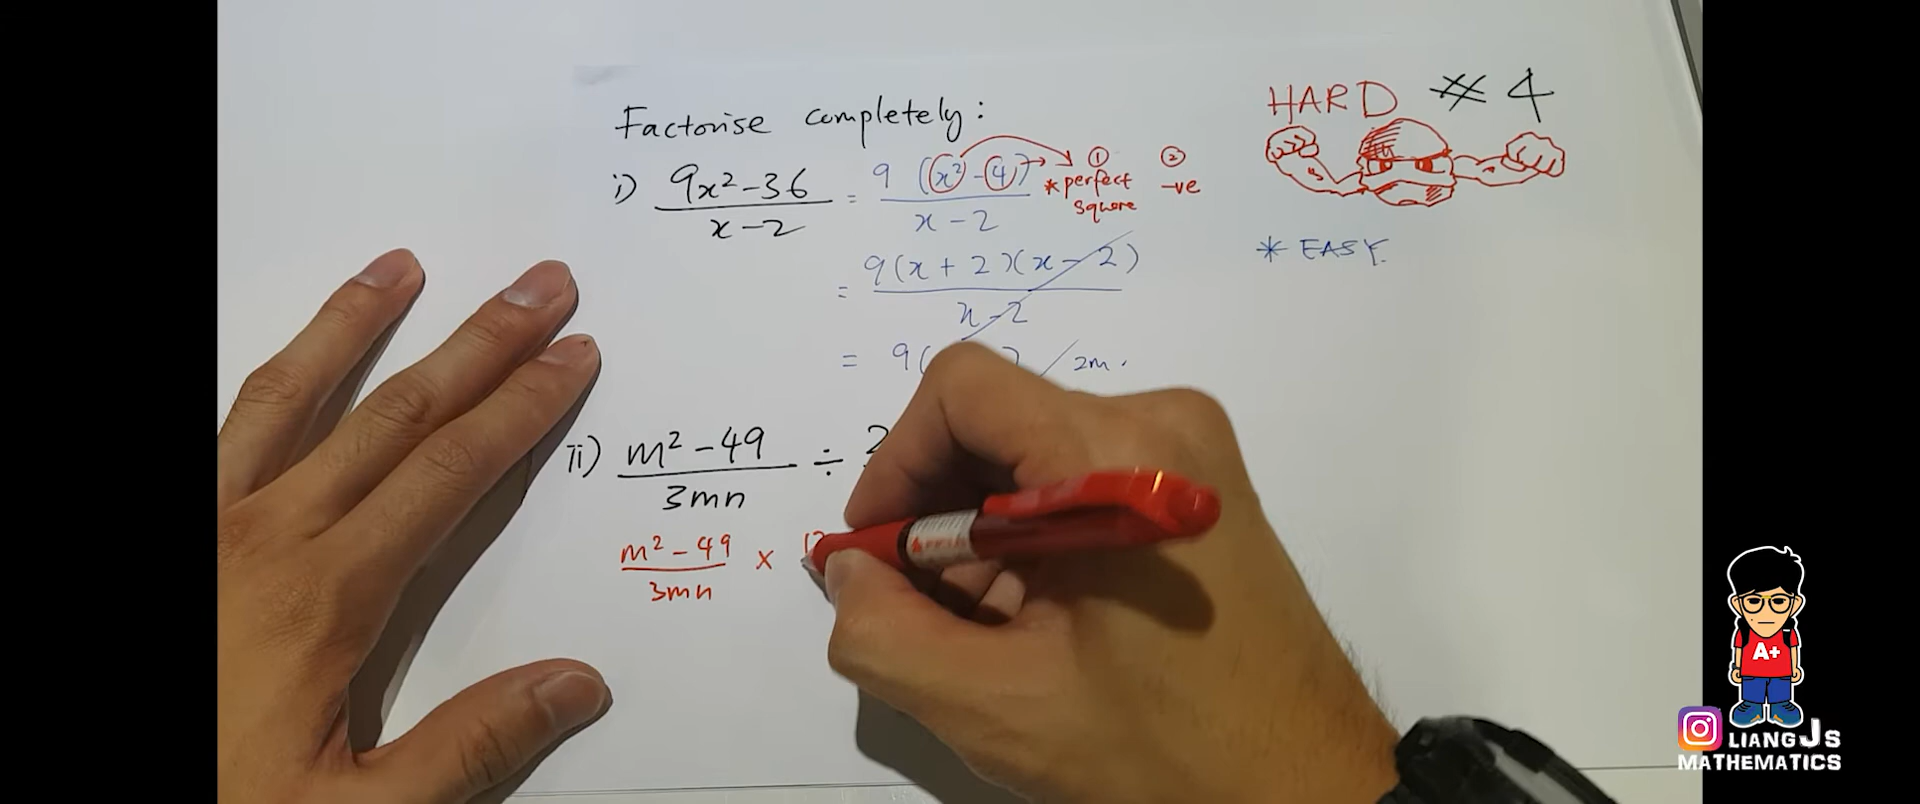 HARD # 4
Factorise completely:
i) 9x²-36 / x-2 = 9 (x²-4) / x-2
① ②
* perfect square -ve
* EASY.
= 9(x+2)(x-2) / x-2
= 9( ) / 2m.
ii) m²-49 / 3mn ÷
m²-49 / 3mn ×
A+
LIANGJS
MATHEMATICS